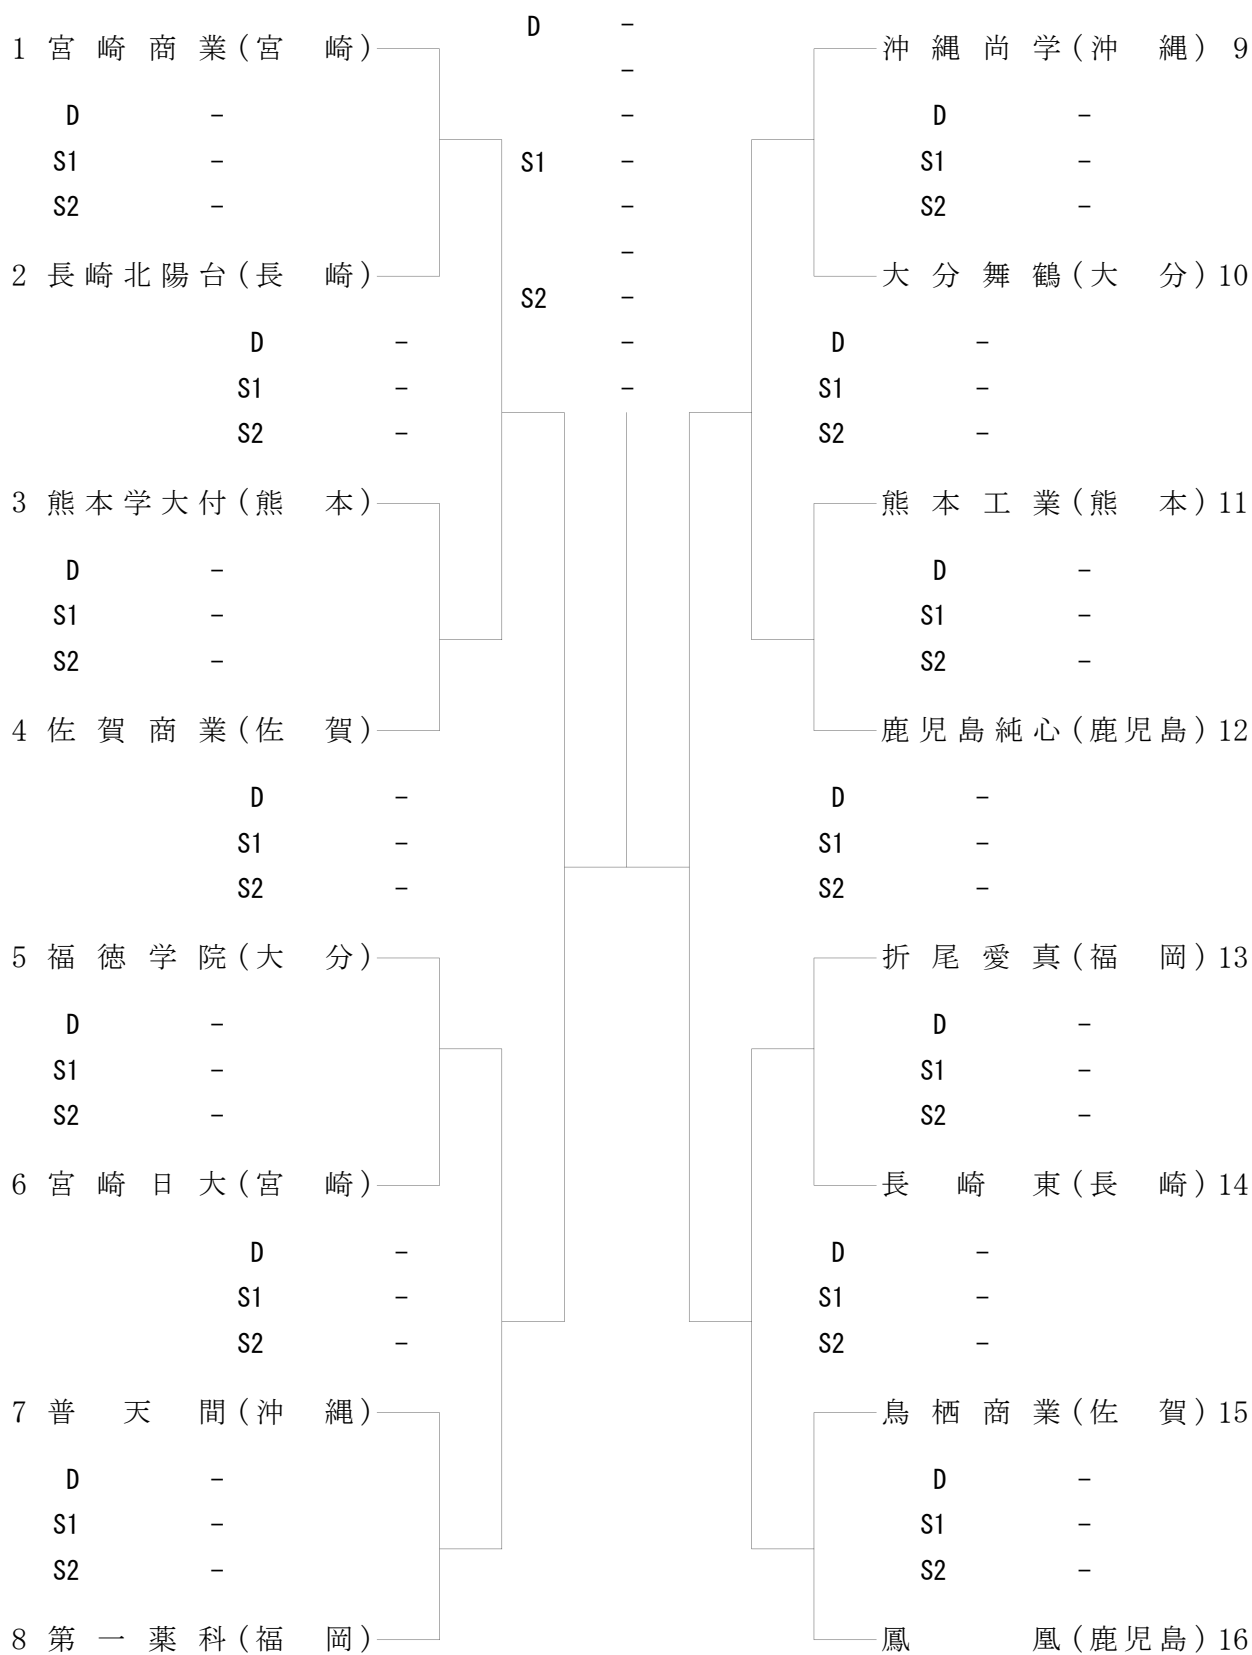 D -
1 宮崎商業(宮崎) 沖縄尚学(沖縄) 9
-
D - - D -
S1 - S1 - S1 -
S2 - - S2 -
-
2 長崎北陽台(長崎) 大分舞鶴(大分) 10
S2 -
D - - D -
S1 - - S1 -
S2 - S2 -
3 熊本学大付(熊本) 熊本工業(熊本) 11
D - D -
S1 - S1 -
S2 - S2 -
4 佐賀商業(佐賀) 鹿児島純心(鹿児島) 12
D - D -
S1 - S1 -
S2 - S2 -
5 福徳学院(大分) 折尾愛真(福岡) 13
D - D -
S1 - S1 -
S2 - S2 -
6 宮崎日大(宮崎) 長崎東(長崎) 14
D - D -
S1 - S1 -
S2 - S2 -
7 普天間(沖縄) 鳥栖商業(佐賀) 15
D - D -
S1 - S1 -
S2 - S2 -
8 第一薬科(福岡) 鳳凰(鹿児島) 16